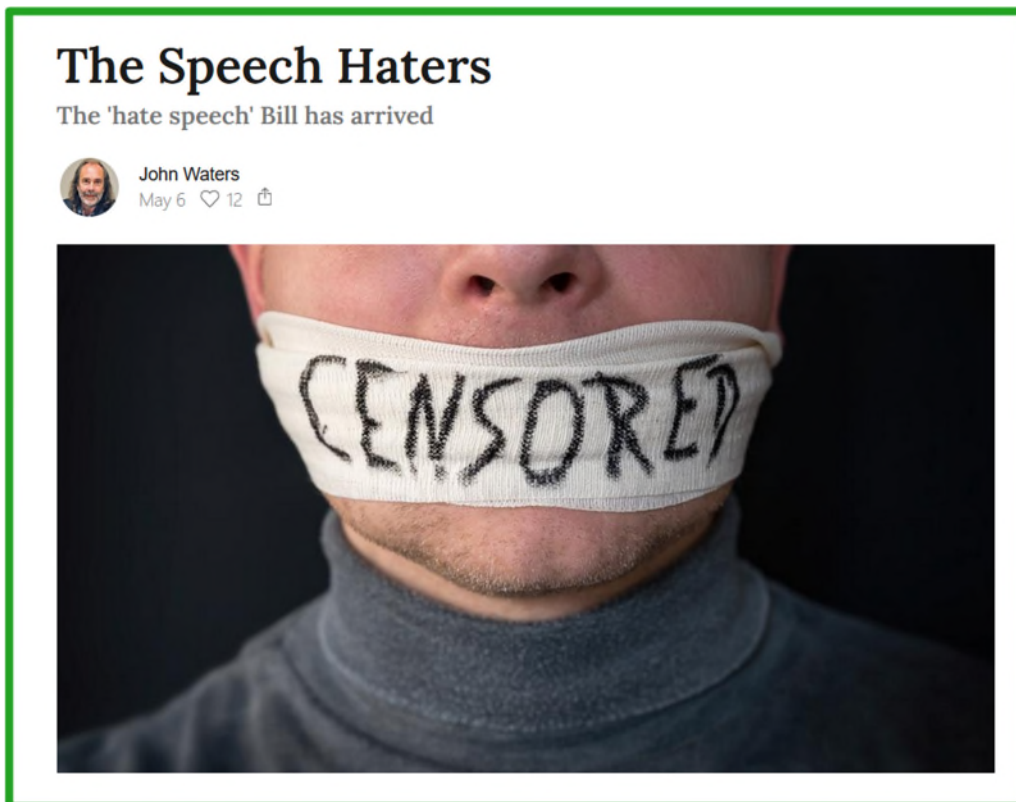 The Speech Haters
The 'hate speech' Bill has arrived
John Waters
May 6 12
CENSORED